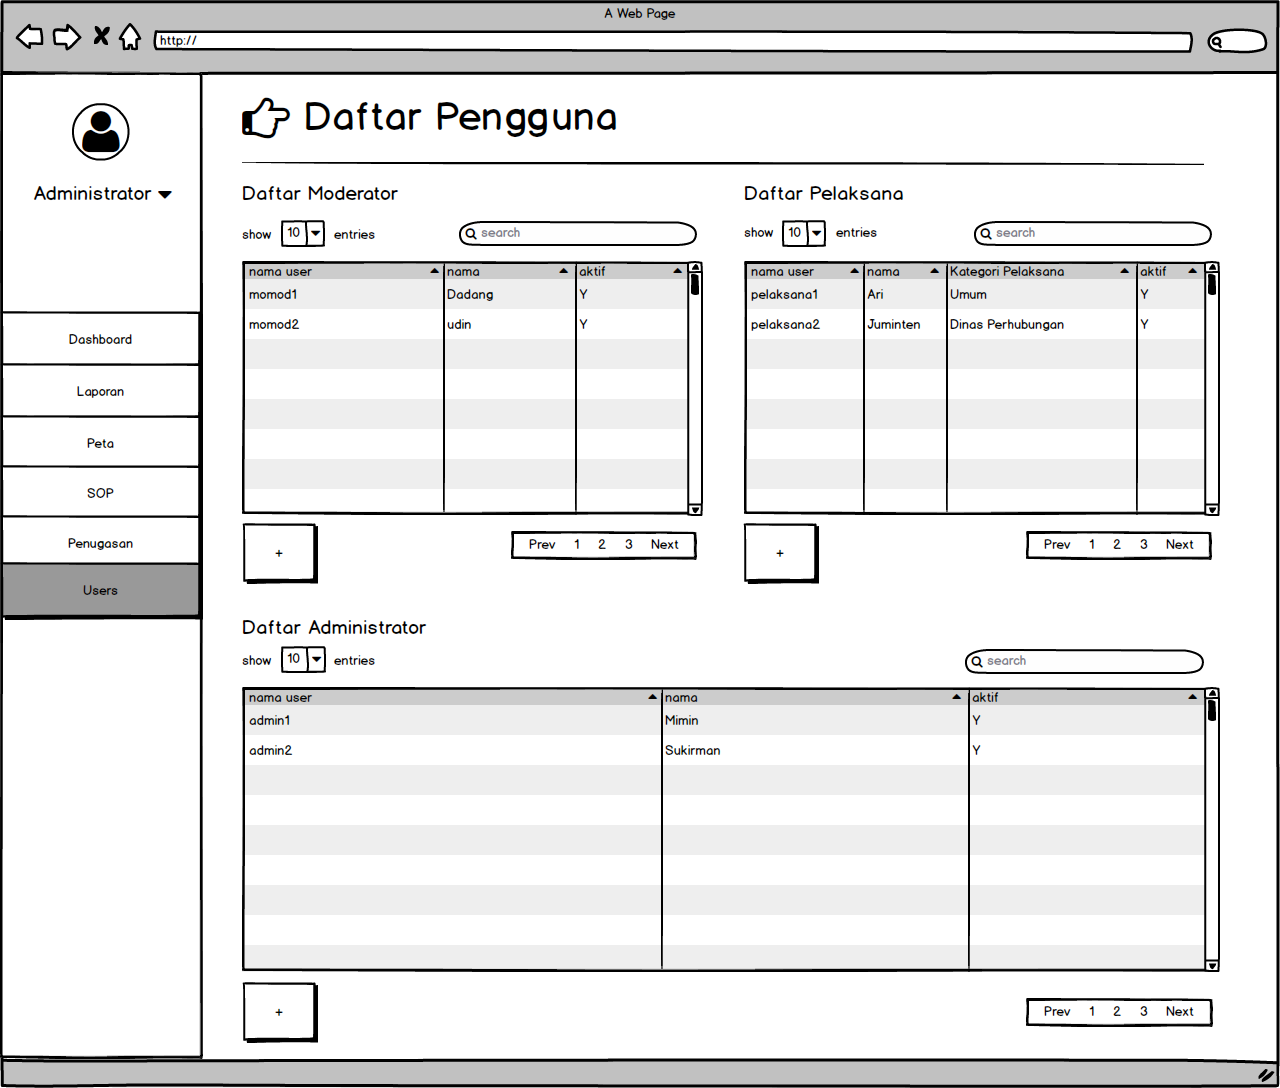 A Web Page
http://
Administrator
Dashboard
Laporan
Peta
SOP
Penugasan
Users
Daftar Pengguna
Daftar Moderator
show 10 entries search
nama user nama aktif
momod1 Dadang Y
momod2 udin Y
+ Prev 1 2 3 Next
Daftar Pelaksana
show 10 entries search
nama user nama Kategori Pelaksana aktif
pelaksana1 Ari Umum Y
pelaksana2 Juminten Dinas Perhubungan Y
+ Prev 1 2 3 Next
Daftar Administrator
show 10 entries search
nama user nama aktif
admin1 Mimin Y
admin2 Sukirman Y
+ Prev 1 2 3 Next